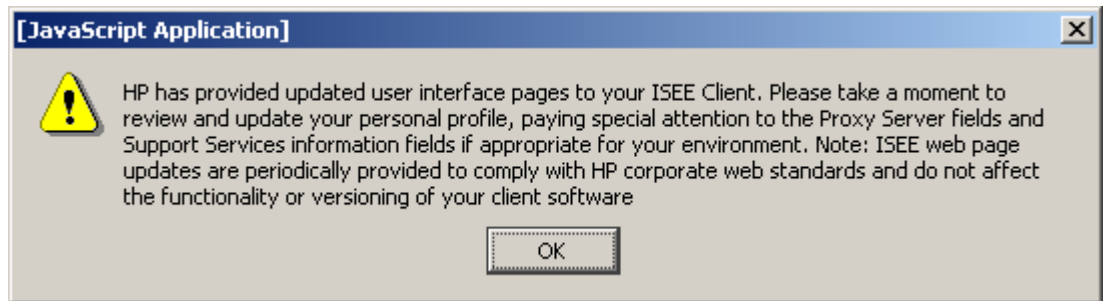 [JavaScript Application]
HP has provided updated user interface pages to your ISEE Client. Please take a moment to
review and update your personal profile, paying special attention to the Proxy Server fields and
Support Services information fields if appropriate for your environment. Note: ISEE web page
updates are periodically provided to comply with HP corporate web standards and do not affect
the functionality or versioning of your client software
OK